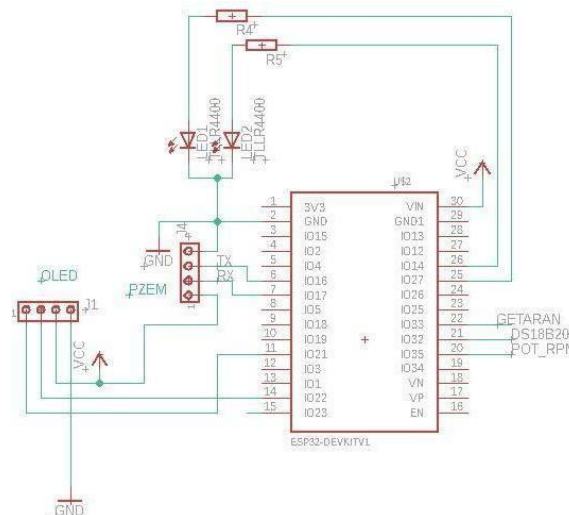 R4
R5
LED1
LED2
GND
J4
TX
RX
PZEM
1
OLED
1
J1
VCC
GND
VCC
U$2
1 3V3 VIN 30
2 GND GND1 29
3 IO15 IO13 28
4 IO2 IO12 27
5 IO4 IO14 26
6 IO16 IO27 25
7 IO17 IO26 24
8 IO5 IO25 23
9 IO18 IO33 22
10 IO19 IO32 21
11 IO21 IO35 20
12 IO3 IO34 19
13 IO1 VN 18
14 IO22 VP 17
15 IO23 EN 16
GETARAN
DS18B20
POT_RPM
ESP32-DEVKITV1